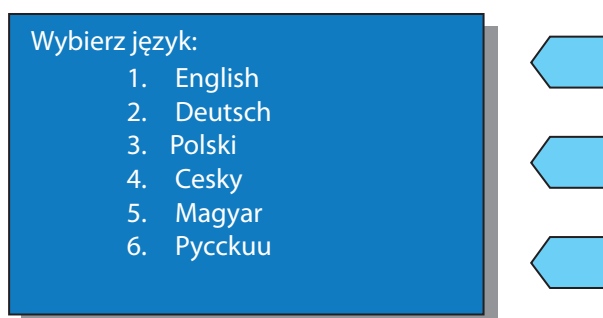 Wybierz język:
1. English
2. Deutsch
3. Polski
4. Cesky
5. Magyar
6. Pycckuu